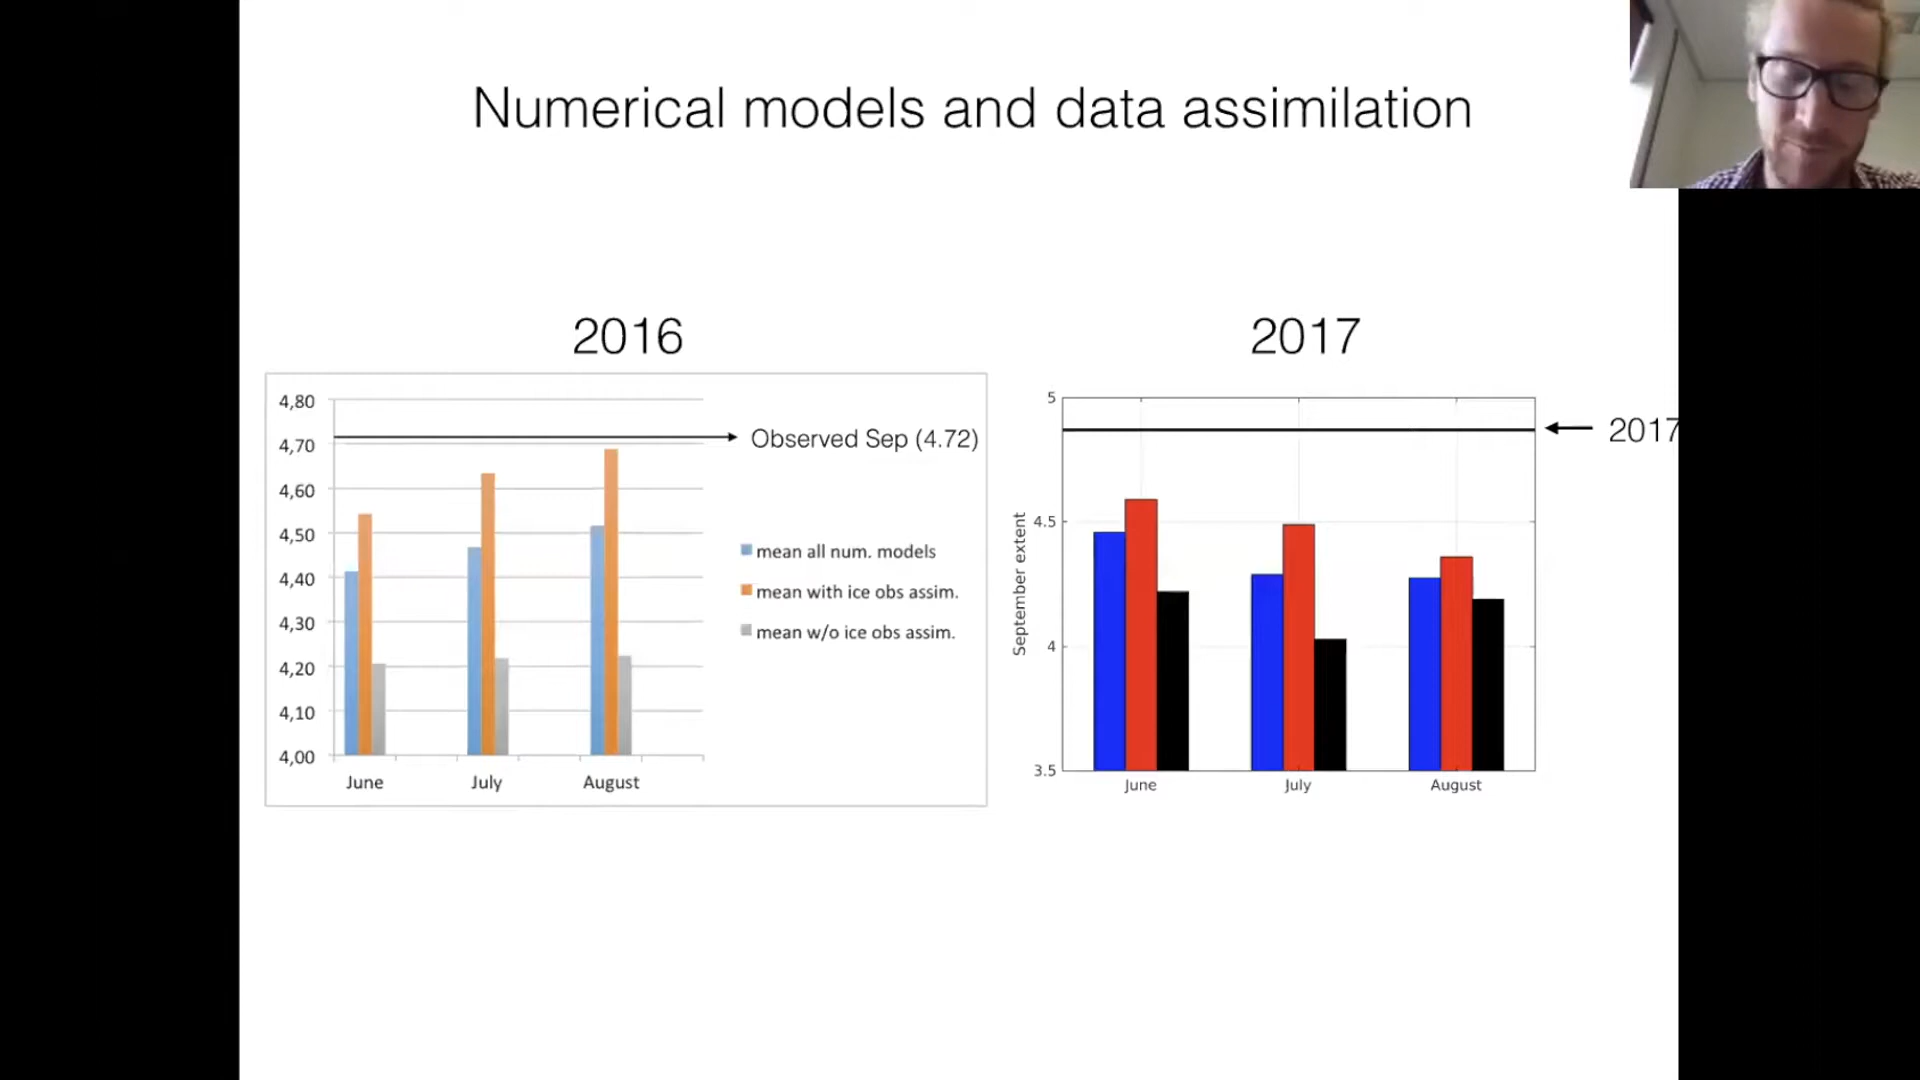 Numerical models and data assimilation
2016
2017
4,80
4,70
4,60
4,50
4,40
4,30
4,20
4,10
4,00
June
July
August
Observed Sep (4.72)
mean all num. models
mean with ice obs assim.
mean w/o ice obs assim.
September extent
5
4.5
4
3.5
June
July
August
2017